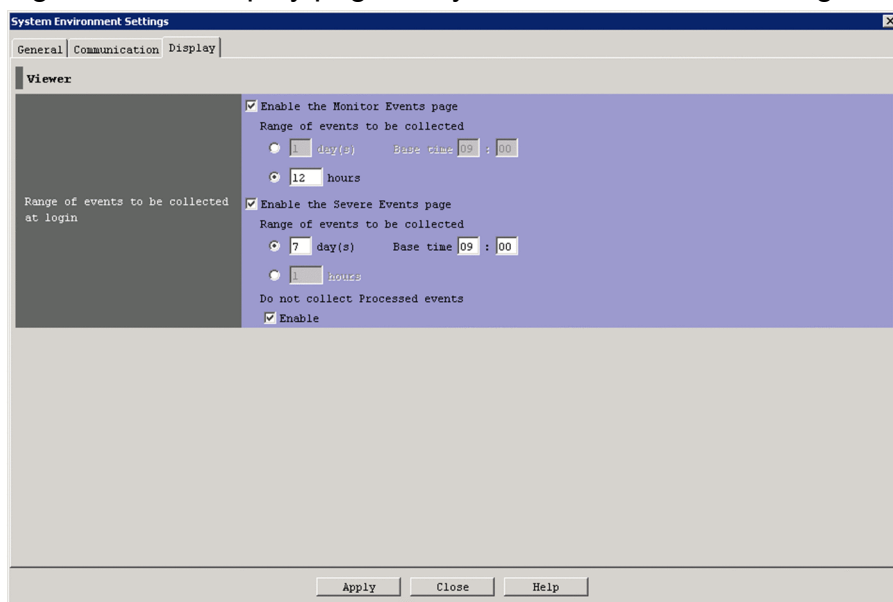 System Environment Settings
General Communication Display
Viewer
Enable the Monitor Events page
Range of events to be collected
1 day(s) Base time 09 : 00
12 hours
Range of events to be collected
at login
Enable the Severe Events page
Range of events to be collected
7 day(s) Base time 09 : 00
1 hours
Do not collect Processed events
Enable
Apply Close Help